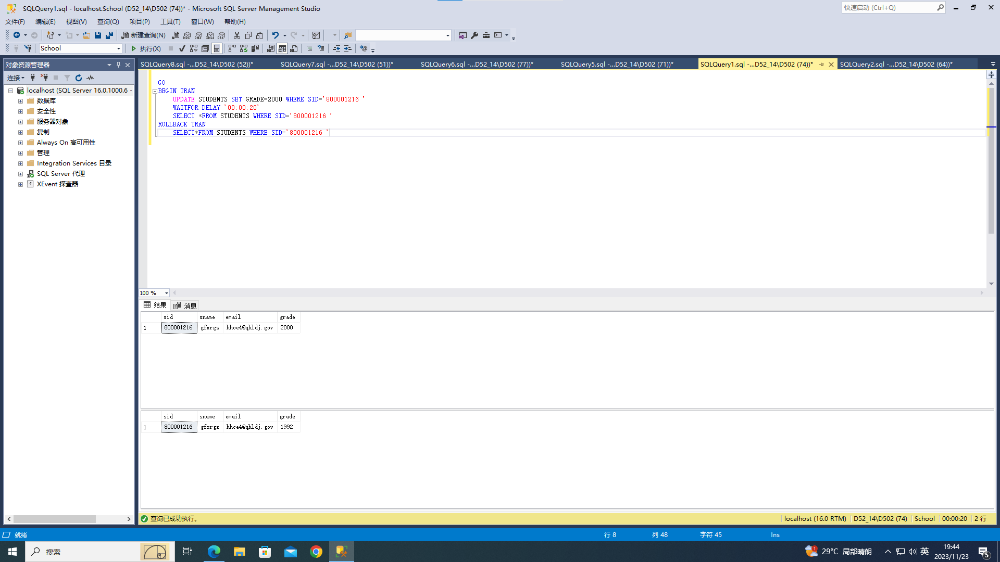 SQLQuery1.sql - localhost.School (D52_14\D502 (74))* - Microsoft SQL Server Management Studio
快速启动 (Ctrl+Q)
文件(F) 编辑(E) 视图(V) 查询(Q) 项目(P) 工具(T) 窗口(W) 帮助(H)
新建查询(N) MDX DMX XMLA DAX
School 执行(X)
对象资源管理器
SQLQuery8.sql -...D52_14\D502 (52))* SQLQuery7.sql -...D52_14\D502 (51))* SQLQuery6.sql -...D52_14\D502 (77))* SQLQuery5.sql -...D52_14\D502 (71))* SQLQuery1.sql -...D52_14\D502 (74))* SQLQuery2.sql -...D52_14\D502 (64))*
连接
localhost (SQL Server 16.0.1000.6 -
数据库
安全性
服务器对象
复制
Always On 高可用性
管理
Integration Services 目录
SQL Server 代理
XEvent 探查器
GO
BEGIN TRAN
UPDATE STUDENTS SET GRADE=2000 WHERE SID='800001216 '
WAITFOR DELAY '00:00:20'
SELECT *FROM STUDENTS WHERE SID='800001216 '
ROLLBACK TRAN
SELECT*FROM STUDENTS WHERE SID='800001216 '
100 %
结果 消息
sid sname email grade
1 800001216 gfxrgs hhce4@qhldj.gov 2000
sid sname email grade
1 800001216 gfxrgs hhce4@qhldj.gov 1992
查询已成功执行。
localhost (16.0 RTM) D52_14\D502 (74) School 00:00:20 2 行
就绪 行 8 列 48 字符 45 Ins
搜索
1 29°C 局部晴朗 英
19:44
2023/11/23
5